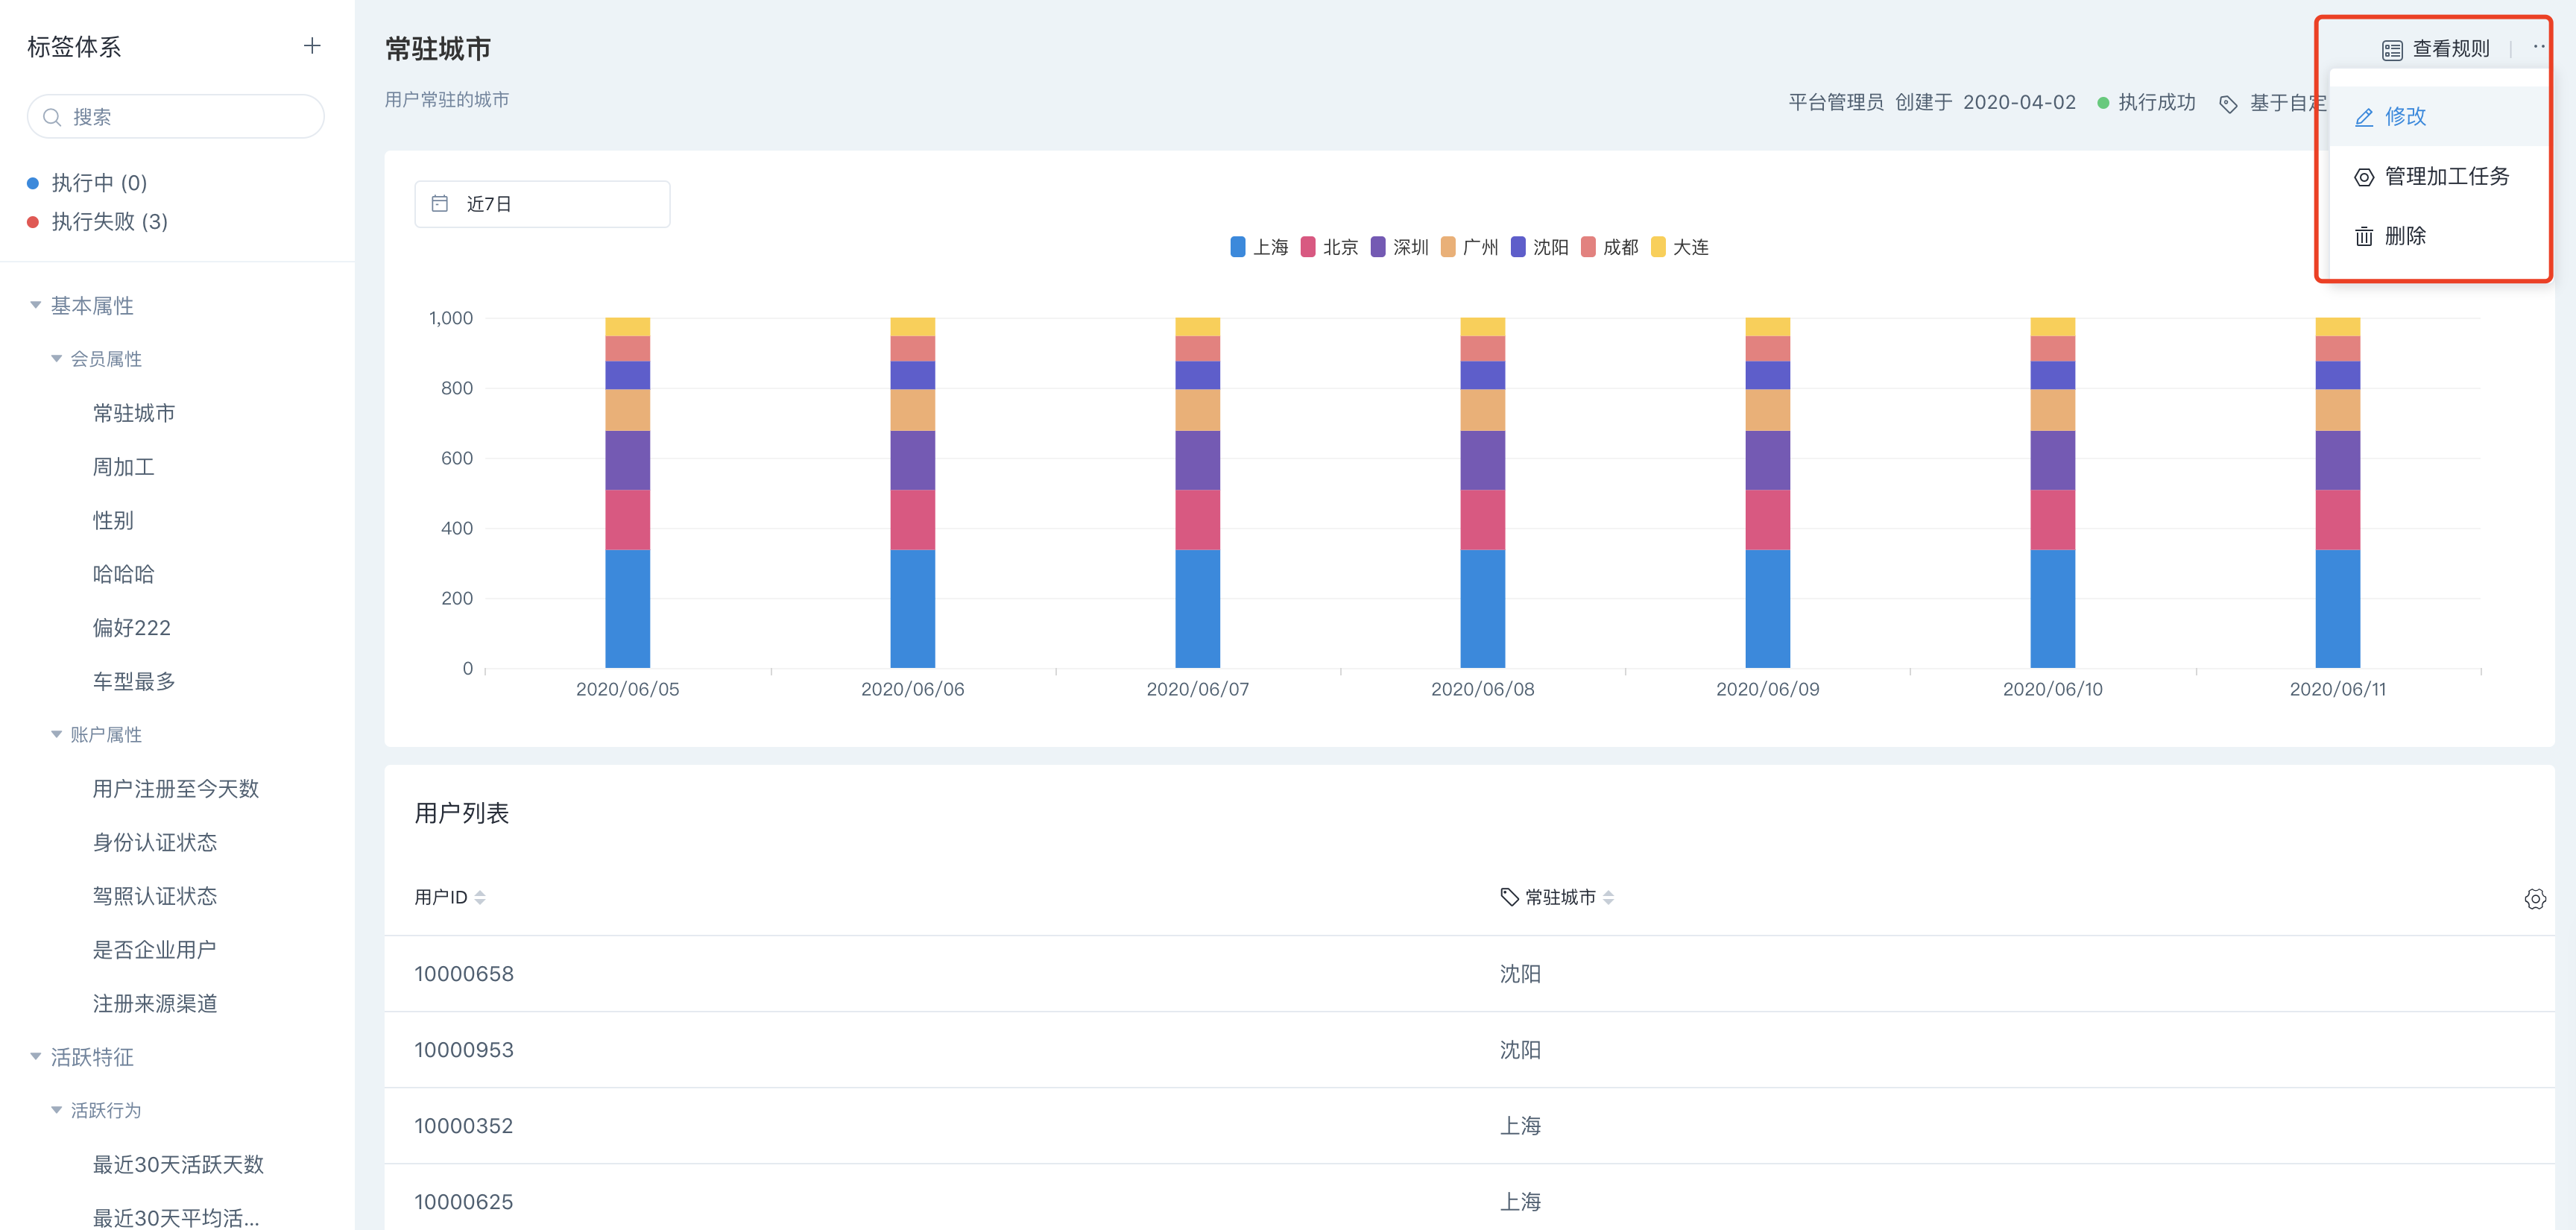 标签体系
搜索
执行中 (0)
执行失败 (3)
基本属性
会员属性
常驻城市
周加工
性别
哈哈哈
偏好222
车型最多
账户属性
用户注册至今天数
身份认证状态
驾照认证状态
是否企业用户
注册来源渠道
活跃特征
活跃行为
最近30天活跃天数
最近30天平均活...
常驻城市
用户常驻的城市
查看规则
平台管理员 创建于 2020-04-02 执行成功 基于自定
修改
管理加工任务
删除
近7日
上海 北京 深圳 广州 沈阳 成都 大连
1,000
800
600
400
200
0
2020/06/05 2020/06/06 2020/06/07 2020/06/08 2020/06/09 2020/06/10 2020/06/11
用户列表
用户ID 常驻城市
10000658 沈阳
10000953 沈阳
10000352 上海
10000625 上海